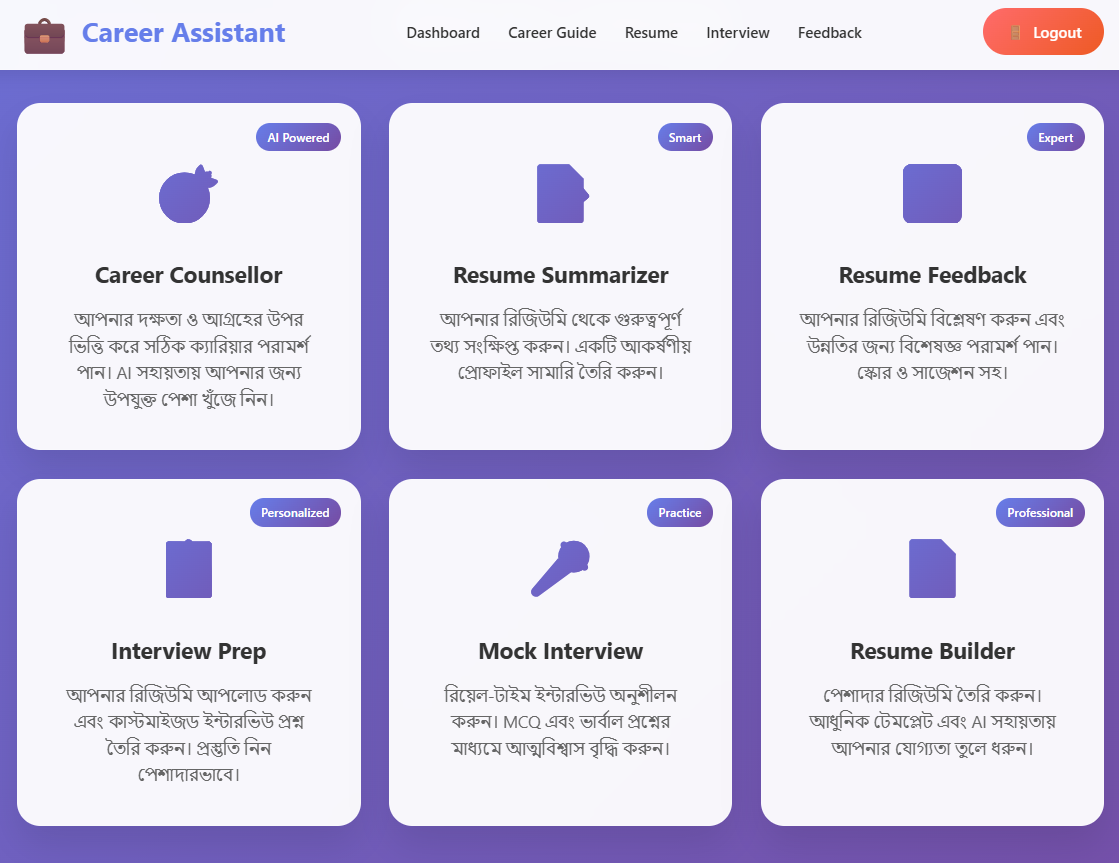 Career Assistant
Dashboard Career Guide Resume Interview Feedback
Logout
AI Powered
Career Counsellor
আপনার দক্ষতা ও আগ্রহের উপর
ভিত্তি করে সঠিক ক্যারিয়ার পরামর্শ
পান। AI সহায়তায় আপনার জন্য
উপযুক্ত পেশা খুঁজে নিন।
Smart
Resume Summarizer
আপনার রিজিউমি থেকে গুরুত্বপূর্ণ
তথ্য সংক্ষিপ্ত করুন। একটি আকর্ষণীয়
প্রোফাইল সামারি তৈরি করুন।
Expert
Resume Feedback
আপনার রিজিউমি বিশ্লেষণ করুন এবং
উন্নতির জন্য বিশেষজ্ঞ পরামর্শ পান।
স্কোর ও সাজেশন সহ।
Personalized
Interview Prep
আপনার রিজিউমি আপলোড করুন
এবং কাস্টমাইজড ইন্টারভিউ প্রশ্ন
তৈরি করুন। প্রস্তুতি নিন
পেশাদারভাবে।
Practice
Mock Interview
রিয়েল-টাইম ইন্টারভিউ অনুশীলন
করুন। MCQ এবং ভার্বাল প্রশ্নের
মাধ্যমে আত্মবিশ্বাস বৃদ্ধি করুন।
Professional
Resume Builder
পেশাদার রিজিউমি তৈরি করুন।
আধুনিক টেমপ্লেট এবং AI সহায়তায়
আপনার যোগ্যতা তুলে ধরুন।